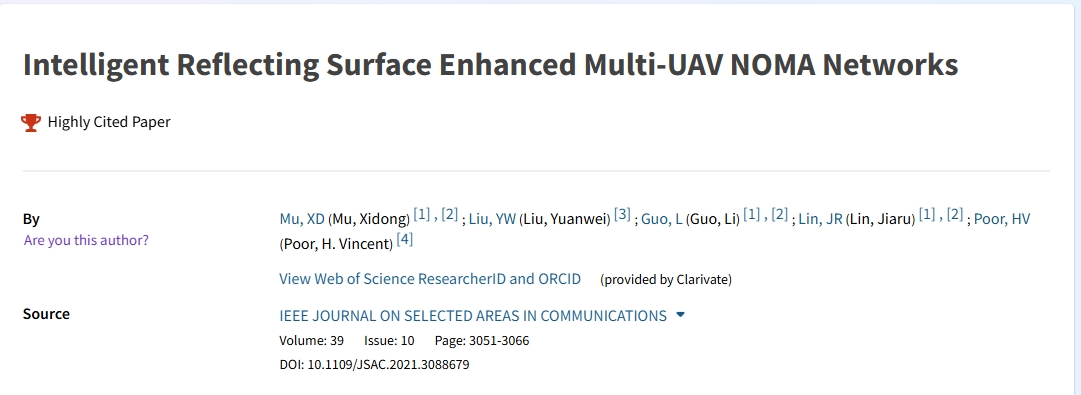 Intelligent Reflecting Surface Enhanced Multi-UAV NOMA Networks
Highly Cited Paper
By
Are you this author?
Mu, XD (Mu, Xidong) [1] , [2] ; Liu, YW (Liu, Yuanwei) [3] ; Guo, L (Guo, Li) [1] , [2] ; Lin, JR (Lin, Jiaru) [1] , [2] ; Poor, HV
(Poor, H. Vincent) [4]
View Web of Science ResearcherID and ORCID (provided by Clarivate)
Source
IEEE JOURNAL ON SELECTED AREAS IN COMMUNICATIONS
Volume: 39 Issue: 10 Page: 3051-3066
DOI: 10.1109/JSAC.2021.3088679